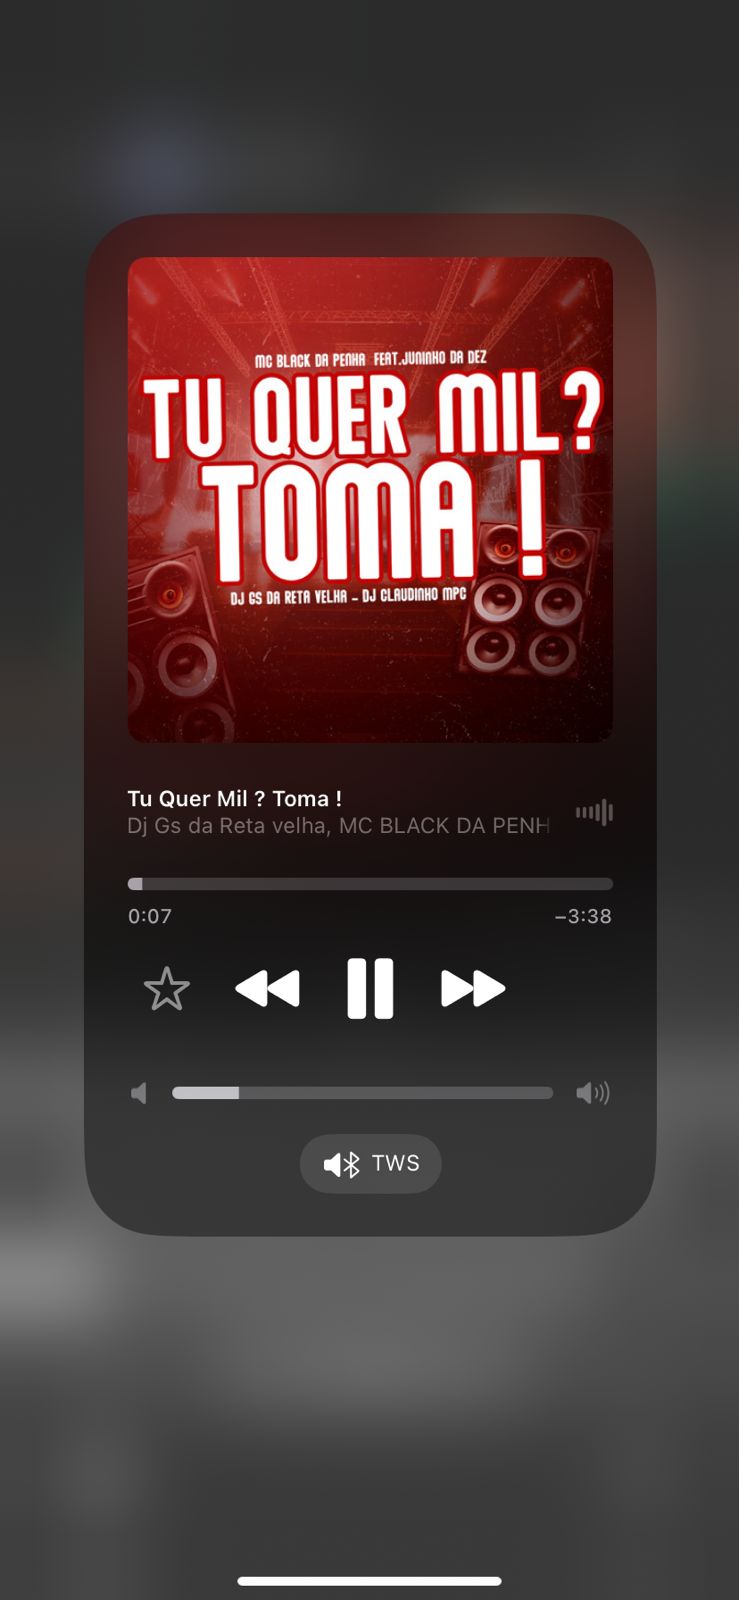 MC BLACK DA PENHA FEAT.JUNINHO DA DEZ
TU QUER MIL?
TOMA !
DJ GS DA RETA VELHA - DJ CLAUDINHO MPC
Tu Quer Mil ? Toma !
Dj Gs da Reta velha, MC BLACK DA PENH
0:07
−3:38
TWS